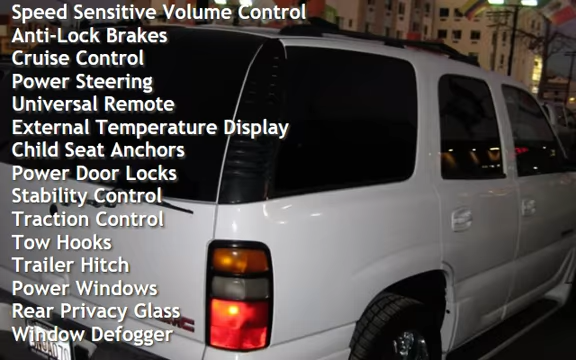 Speed Sensitive Volume Control
Anti-Lock Brakes
Cruise Control
Power Steering
Universal Remote
External Temperature Display
Child Seat Anchors
Power Door Locks
Stability Control
Traction Control
Tow Hooks
Trailer Hitch
Power Windows
Rear Privacy Glass
Window Defogger